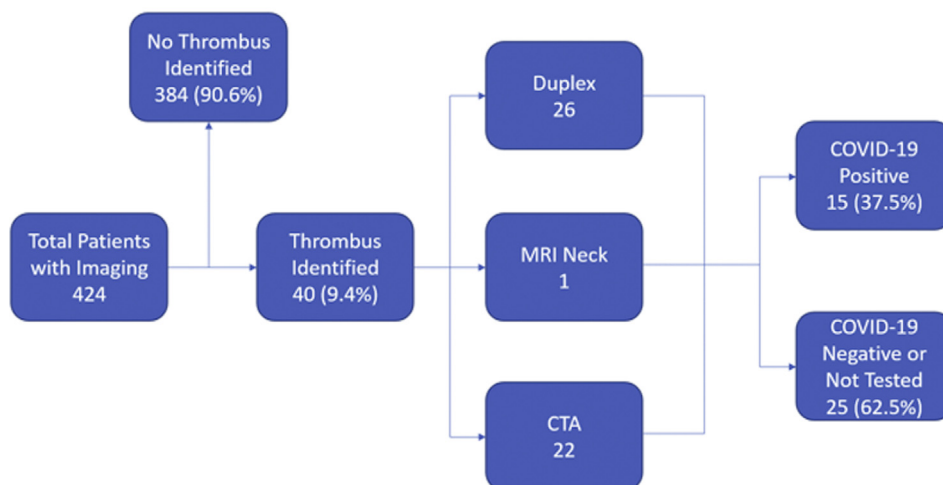 No Thrombus
Identified
384 (90.6%)
Total Patients
with Imaging
424
Thrombus
Identified
40 (9.4%)
Duplex
26
MRI Neck
1
CTA
22
COVID-19
Positive
15 (37.5%)
COVID-19
Negative or
Not Tested
25 (62.5%)